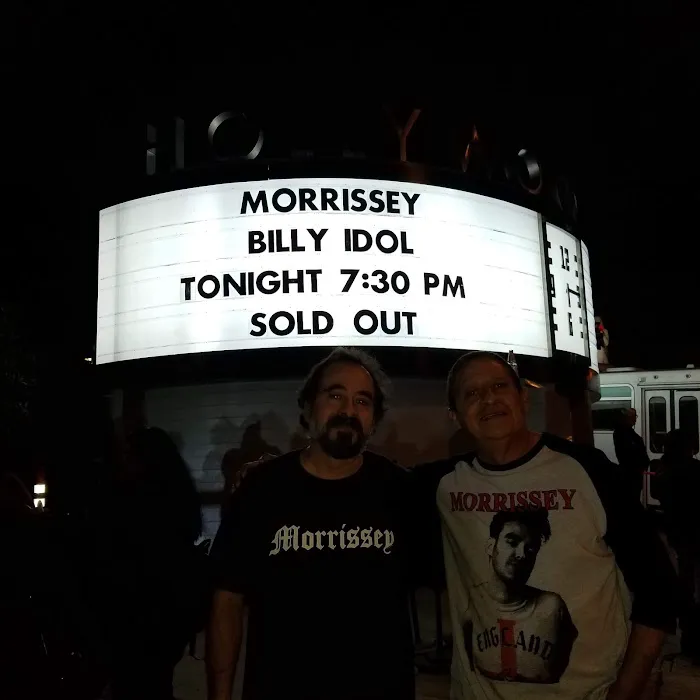 MORRISSEY
BILLY IDOL
TONIGHT 7:30 PM
SOLD OUT
Morrissey
MORRISSEY
ENGLAND